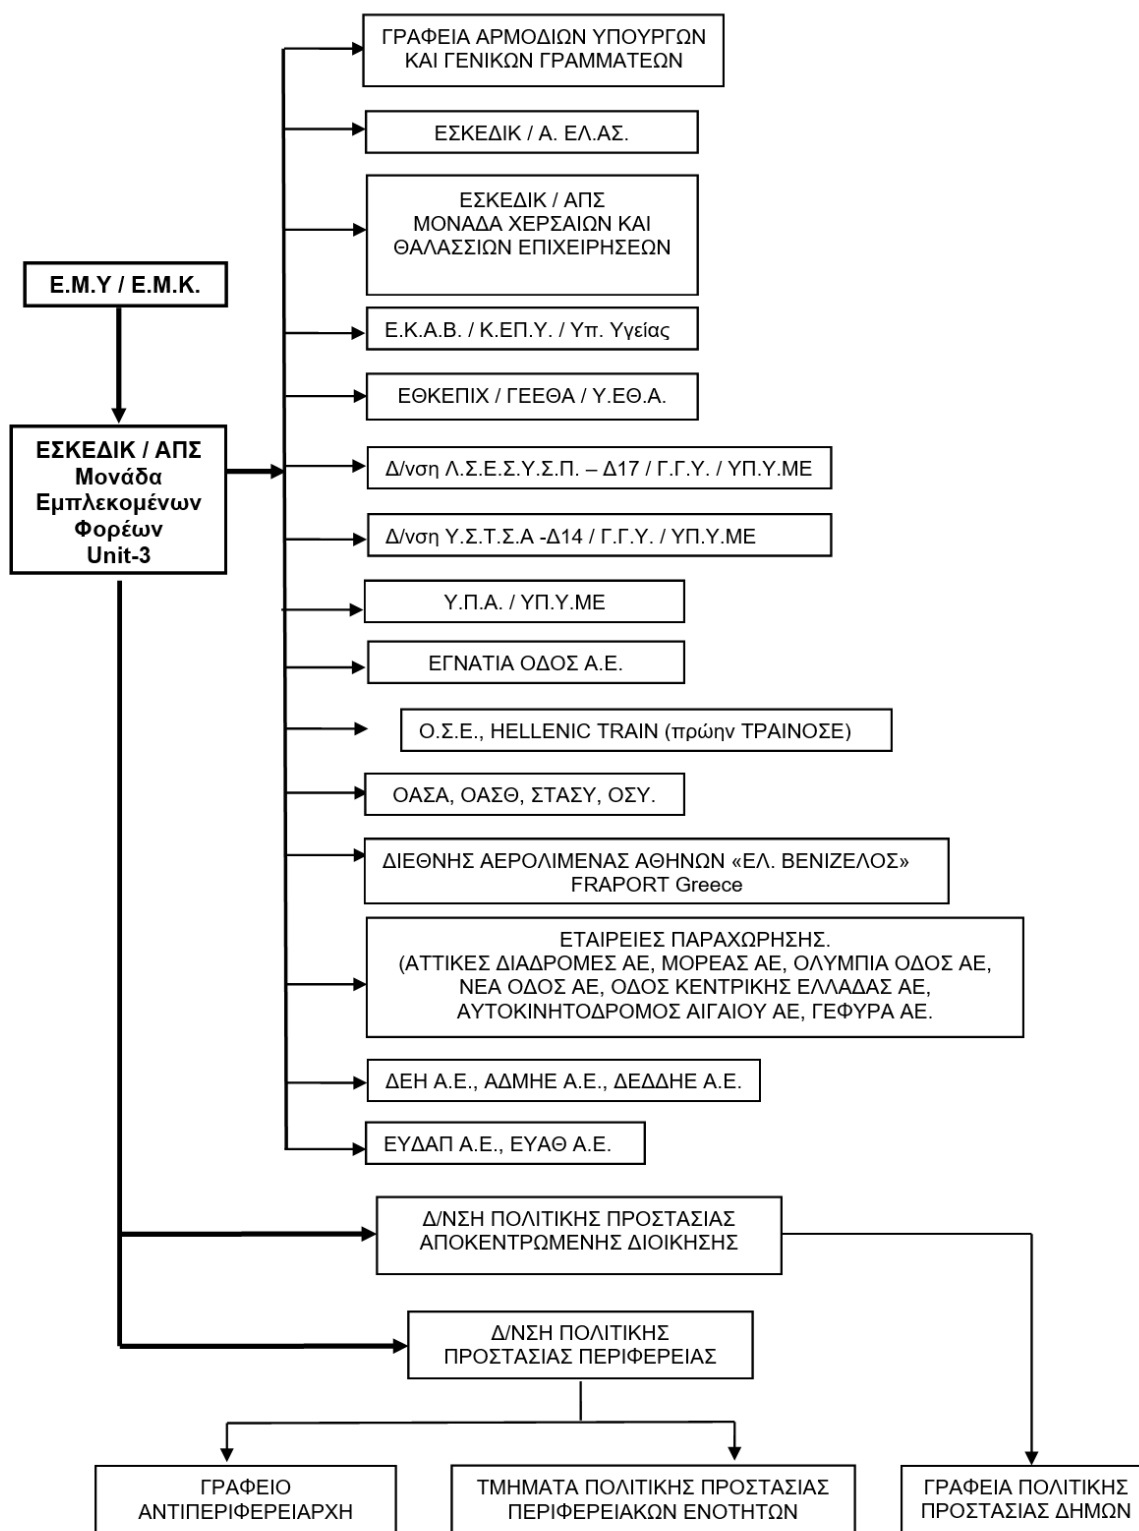 ΓΡΑΦΕΙΑ ΑΡΜΟΔΙΩΝ ΥΠΟΥΡΓΩΝ
ΚΑΙ ΓΕΝΙΚΩΝ ΓΡΑΜΜΑΤΕΩΝ
ΕΣΚΕΔΙΚ / Α. ΕΛ.ΑΣ.
ΕΣΚΕΔΙΚ / ΑΠΣ
ΜΟΝΑΔΑ ΧΕΡΣΑΙΩΝ ΚΑΙ
ΘΑΛΑΣΣΙΩΝ ΕΠΙΧΕΙΡΗΣΕΩΝ
Ε.Μ.Υ / Ε.Μ.Κ.
Ε.Κ.Α.Β. / Κ.ΕΠ.Υ. / Υπ. Υγείας
ΕΘΚΕΠΙΧ / ΓΕΕΘΑ / Υ.ΕΘ.Α.
ΕΣΚΕΔΙΚ / ΑΠΣ
Μονάδα
Εμπλεκομένων
Φορέων
Unit-3
Δ/νση Λ.Σ.Ε.Σ.Υ.Σ.Π. – Δ17 / Γ.Γ.Υ. / ΥΠ.Υ.ΜΕ
Δ/νση Υ.Σ.Τ.Σ.Α -Δ14 / Γ.Γ.Υ. / ΥΠ.Υ.ΜΕ
Υ.Π.Α. / ΥΠ.Υ.ΜΕ
ΕΓΝΑΤΙΑ ΟΔΟΣ Α.Ε.
Ο.Σ.Ε., HELLENIC TRAIN (πρώην ΤΡΑΙΝΟΣΕ)
ΟΑΣΑ, ΟΑΣΘ, ΣΤΑΣΥ, ΟΣΥ.
ΔΙΕΘΝΗΣ ΑΕΡΟΛΙΜΕΝΑΣ ΑΘΗΝΩΝ «ΕΛ. ΒΕΝΙΖΕΛΟΣ»
FRAPORT Greece
ΕΤΑΙΡΕΙΕΣ ΠΑΡΑΧΩΡΗΣΗΣ.
(ΑΤΤΙΚΕΣ ΔΙΑΔΡΟΜΕΣ ΑΕ, ΜΟΡΕΑΣ ΑΕ, ΟΛΥΜΠΙΑ ΟΔΟΣ ΑΕ,
ΝΕΑ ΟΔΟΣ ΑΕ, ΟΔΟΣ ΚΕΝΤΡΙΚΗΣ ΕΛΛΑΔΑΣ ΑΕ,
ΑΥΤΟΚΙΝΗΤΟΔΡΟΜΟΣ ΑΙΓΑΙΟΥ ΑΕ, ΓΕΦΥΡΑ ΑΕ.
ΔΕΗ Α.Ε., ΑΔΜΗΕ Α.Ε., ΔΕΔΔΗΕ Α.Ε.
ΕΥΔΑΠ Α.Ε., ΕΥΑΘ Α.Ε.
Δ/ΝΣΗ ΠΟΛΙΤΙΚΗΣ ΠΡΟΣΤΑΣΙΑΣ
ΑΠΟΚΕΝΤΡΩΜΕΝΗΣ ΔΙΟΙΚΗΣΗΣ
Δ/ΝΣΗ ΠΟΛΙΤΙΚΗΣ
ΠΡΟΣΤΑΣΙΑΣ ΠΕΡΙΦΕΡΕΙΑΣ
ΓΡΑΦΕΙΟ
ΑΝΤΙΠΕΡΙΦΕΡΕΙΑΡΧΗ
ΤΜΗΜΑΤΑ ΠΟΛΙΤΙΚΗΣ ΠΡΟΣΤΑΣΙΑΣ
ΠΕΡΙΦΕΡΕΙΑΚΩΝ ΕΝΟΤΗΤΩΝ
ΓΡΑΦΕΙΑ ΠΟΛΙΤΙΚΗΣ
ΠΡΟΣΤΑΣΙΑΣ ΔΗΜΩΝ